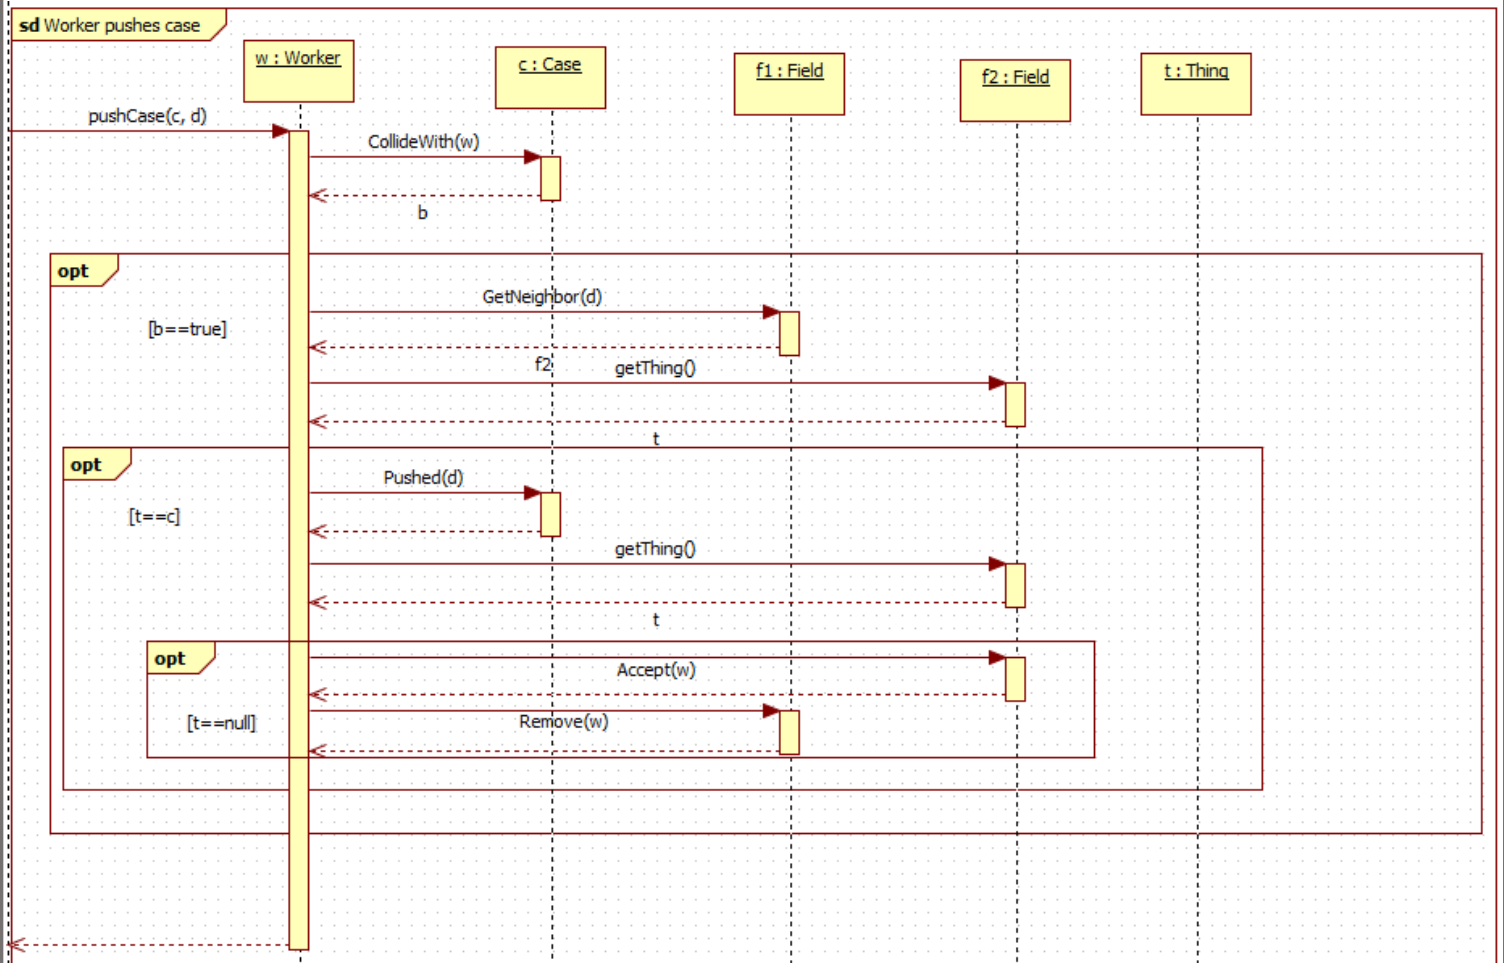 sd Worker pushes case
w : Worker
c : Case
f1 : Field
f2 : Field
t : Thing
pushCase(c, d)
CollideWith(w)
b
opt
GetNeighbor(d)
[b==true]
f2
getThing()
t
opt
Pushed(d)
[t==c]
getThing()
t
opt
Accept(w)
[t==null]
Remove(w)